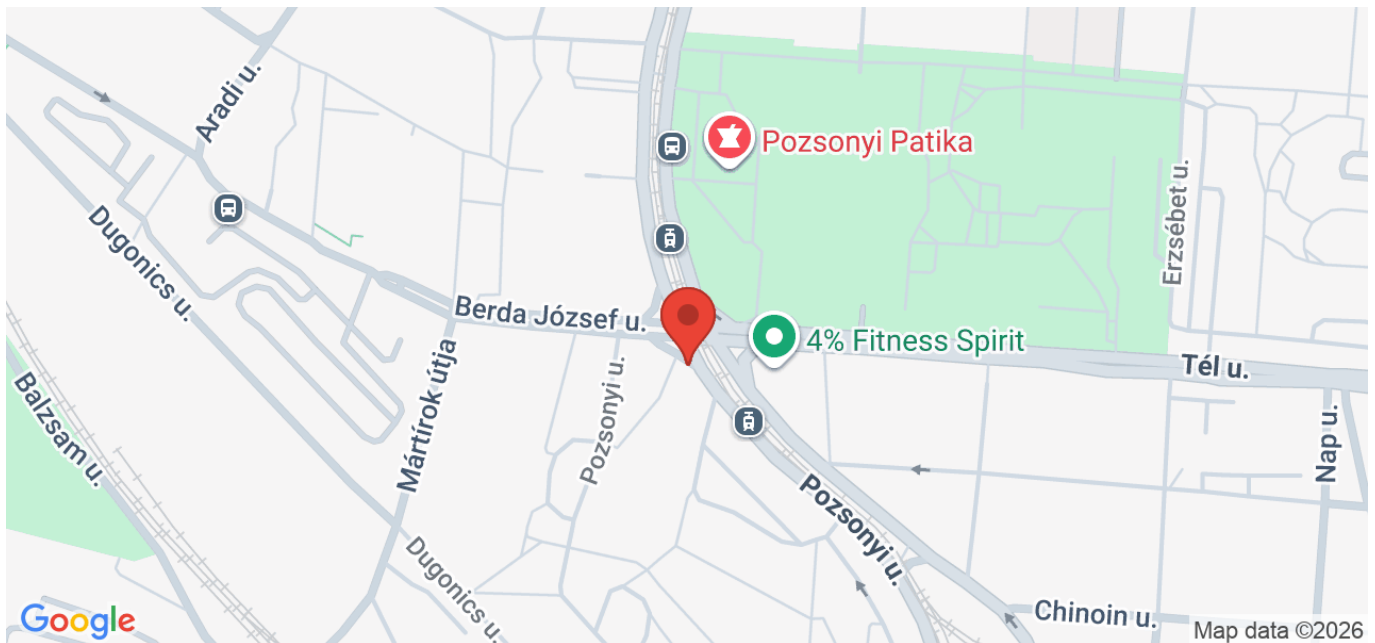 Aradi u.
Pozsonyi Patika
Erzsébet u.
Dugonics u.
Berda József u.
4% Fitness Spirit
Tél u.
Balzsam u.
Mártírok útja
Pozsonyi u.
Nap u.
Pozsonyi u.
Dugonics u.
Chinoin u.
Google
Map data ©2026